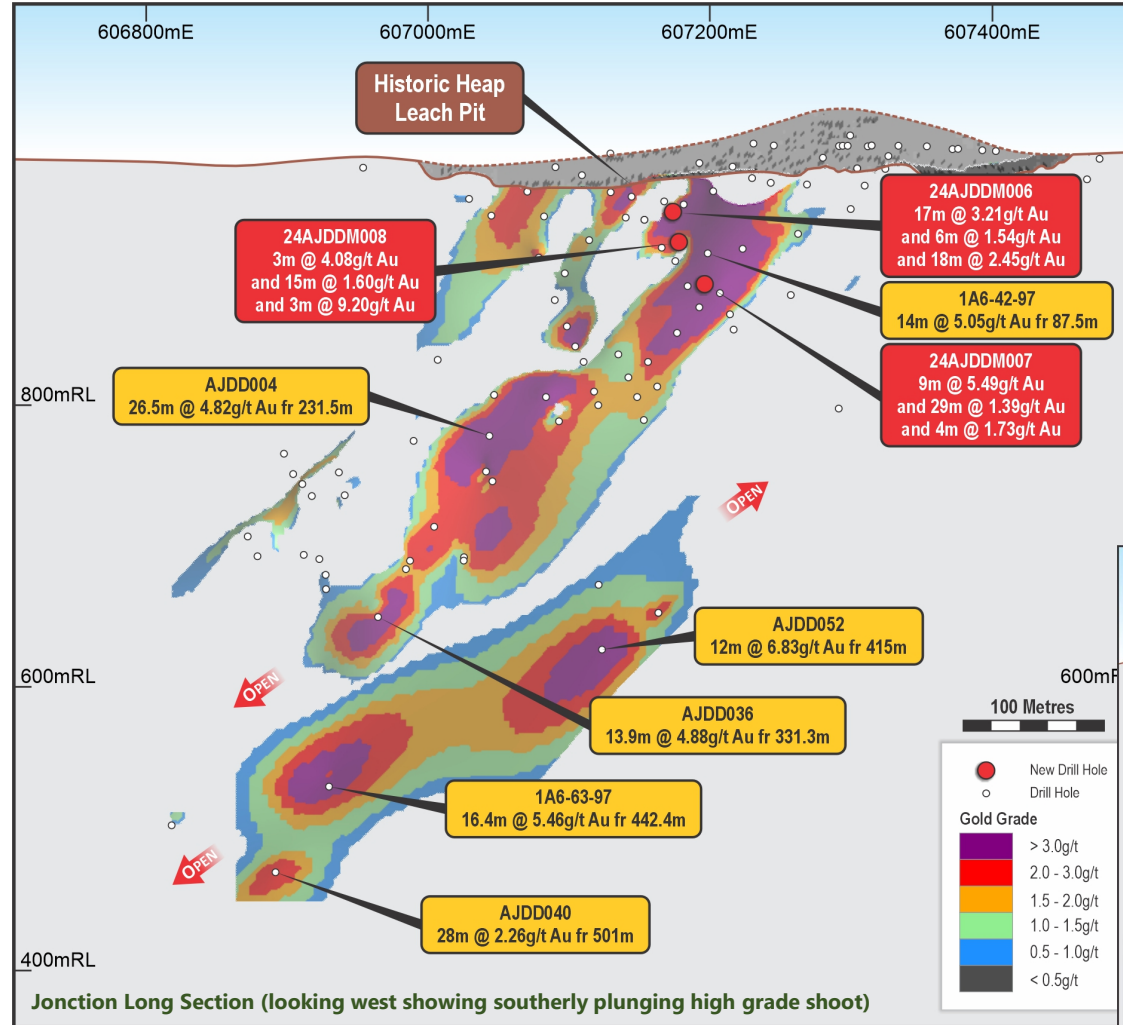 606800mE
607000mE
607200mE
607400mE
Historic Heap
Leach Pit
24AJDDM006
17m @ 3.21g/t Au
and 6m @ 1.54g/t Au
and 18m @ 2.45g/t Au
24AJDDM008
3m @ 4.08g/t Au
and 15m @ 1.60g/t Au
and 3m @ 9.20g/t Au
1A6-42-97
14m @ 5.05g/t Au fr 87.5m
24AJDDM007
9m @ 5.49g/t Au
and 29m @ 1.39g/t Au
and 4m @ 1.73g/t Au
AJDD004
26.5m @ 4.82g/t Au fr 231.5m
800mRL
OPEN
AJDD052
12m @ 6.83g/t Au fr 415m
600mRL
600mR
OPEN
AJDD036
13.9m @ 4.88g/t Au fr 331.3m
100 Metres
1A6-63-97
16.4m @ 5.46g/t Au fr 442.4m
New Drill Hole
Drill Hole
Gold Grade
> 3.0g/t
2.0 - 3.0g/t
1.5 - 2.0g/t
1.0 - 1.5g/t
0.5 - 1.0g/t
< 0.5g/t
OPEN
AJDD040
28m @ 2.26g/t Au fr 501m
400mRL
Jonction Long Section (looking west showing southerly plunging high grade shoot)